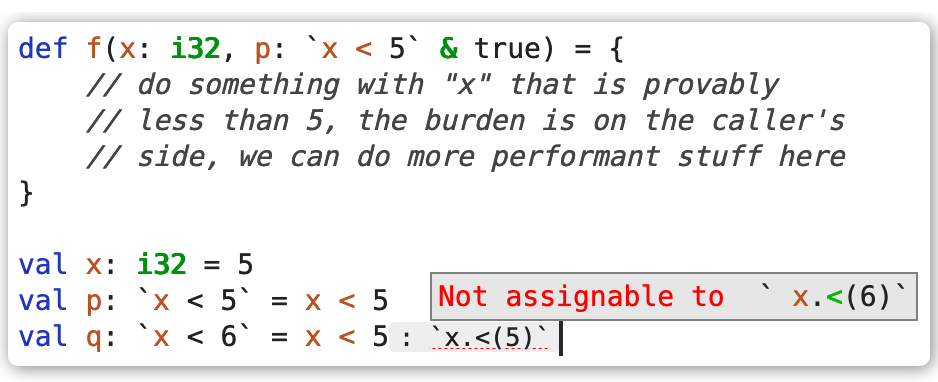 def f(x: i32, p: `x < 5` & true) = {
    // do something with "x" that is provably
    // less than 5, the burden is on the caller's
    // side, we can do more performant stuff here
}
val x: i32 = 5
val p: `x < 5` = x < 5
Not assignable to ` x.<(6)`
val q: `x < 6` = x < 5 : `x.<(5)`